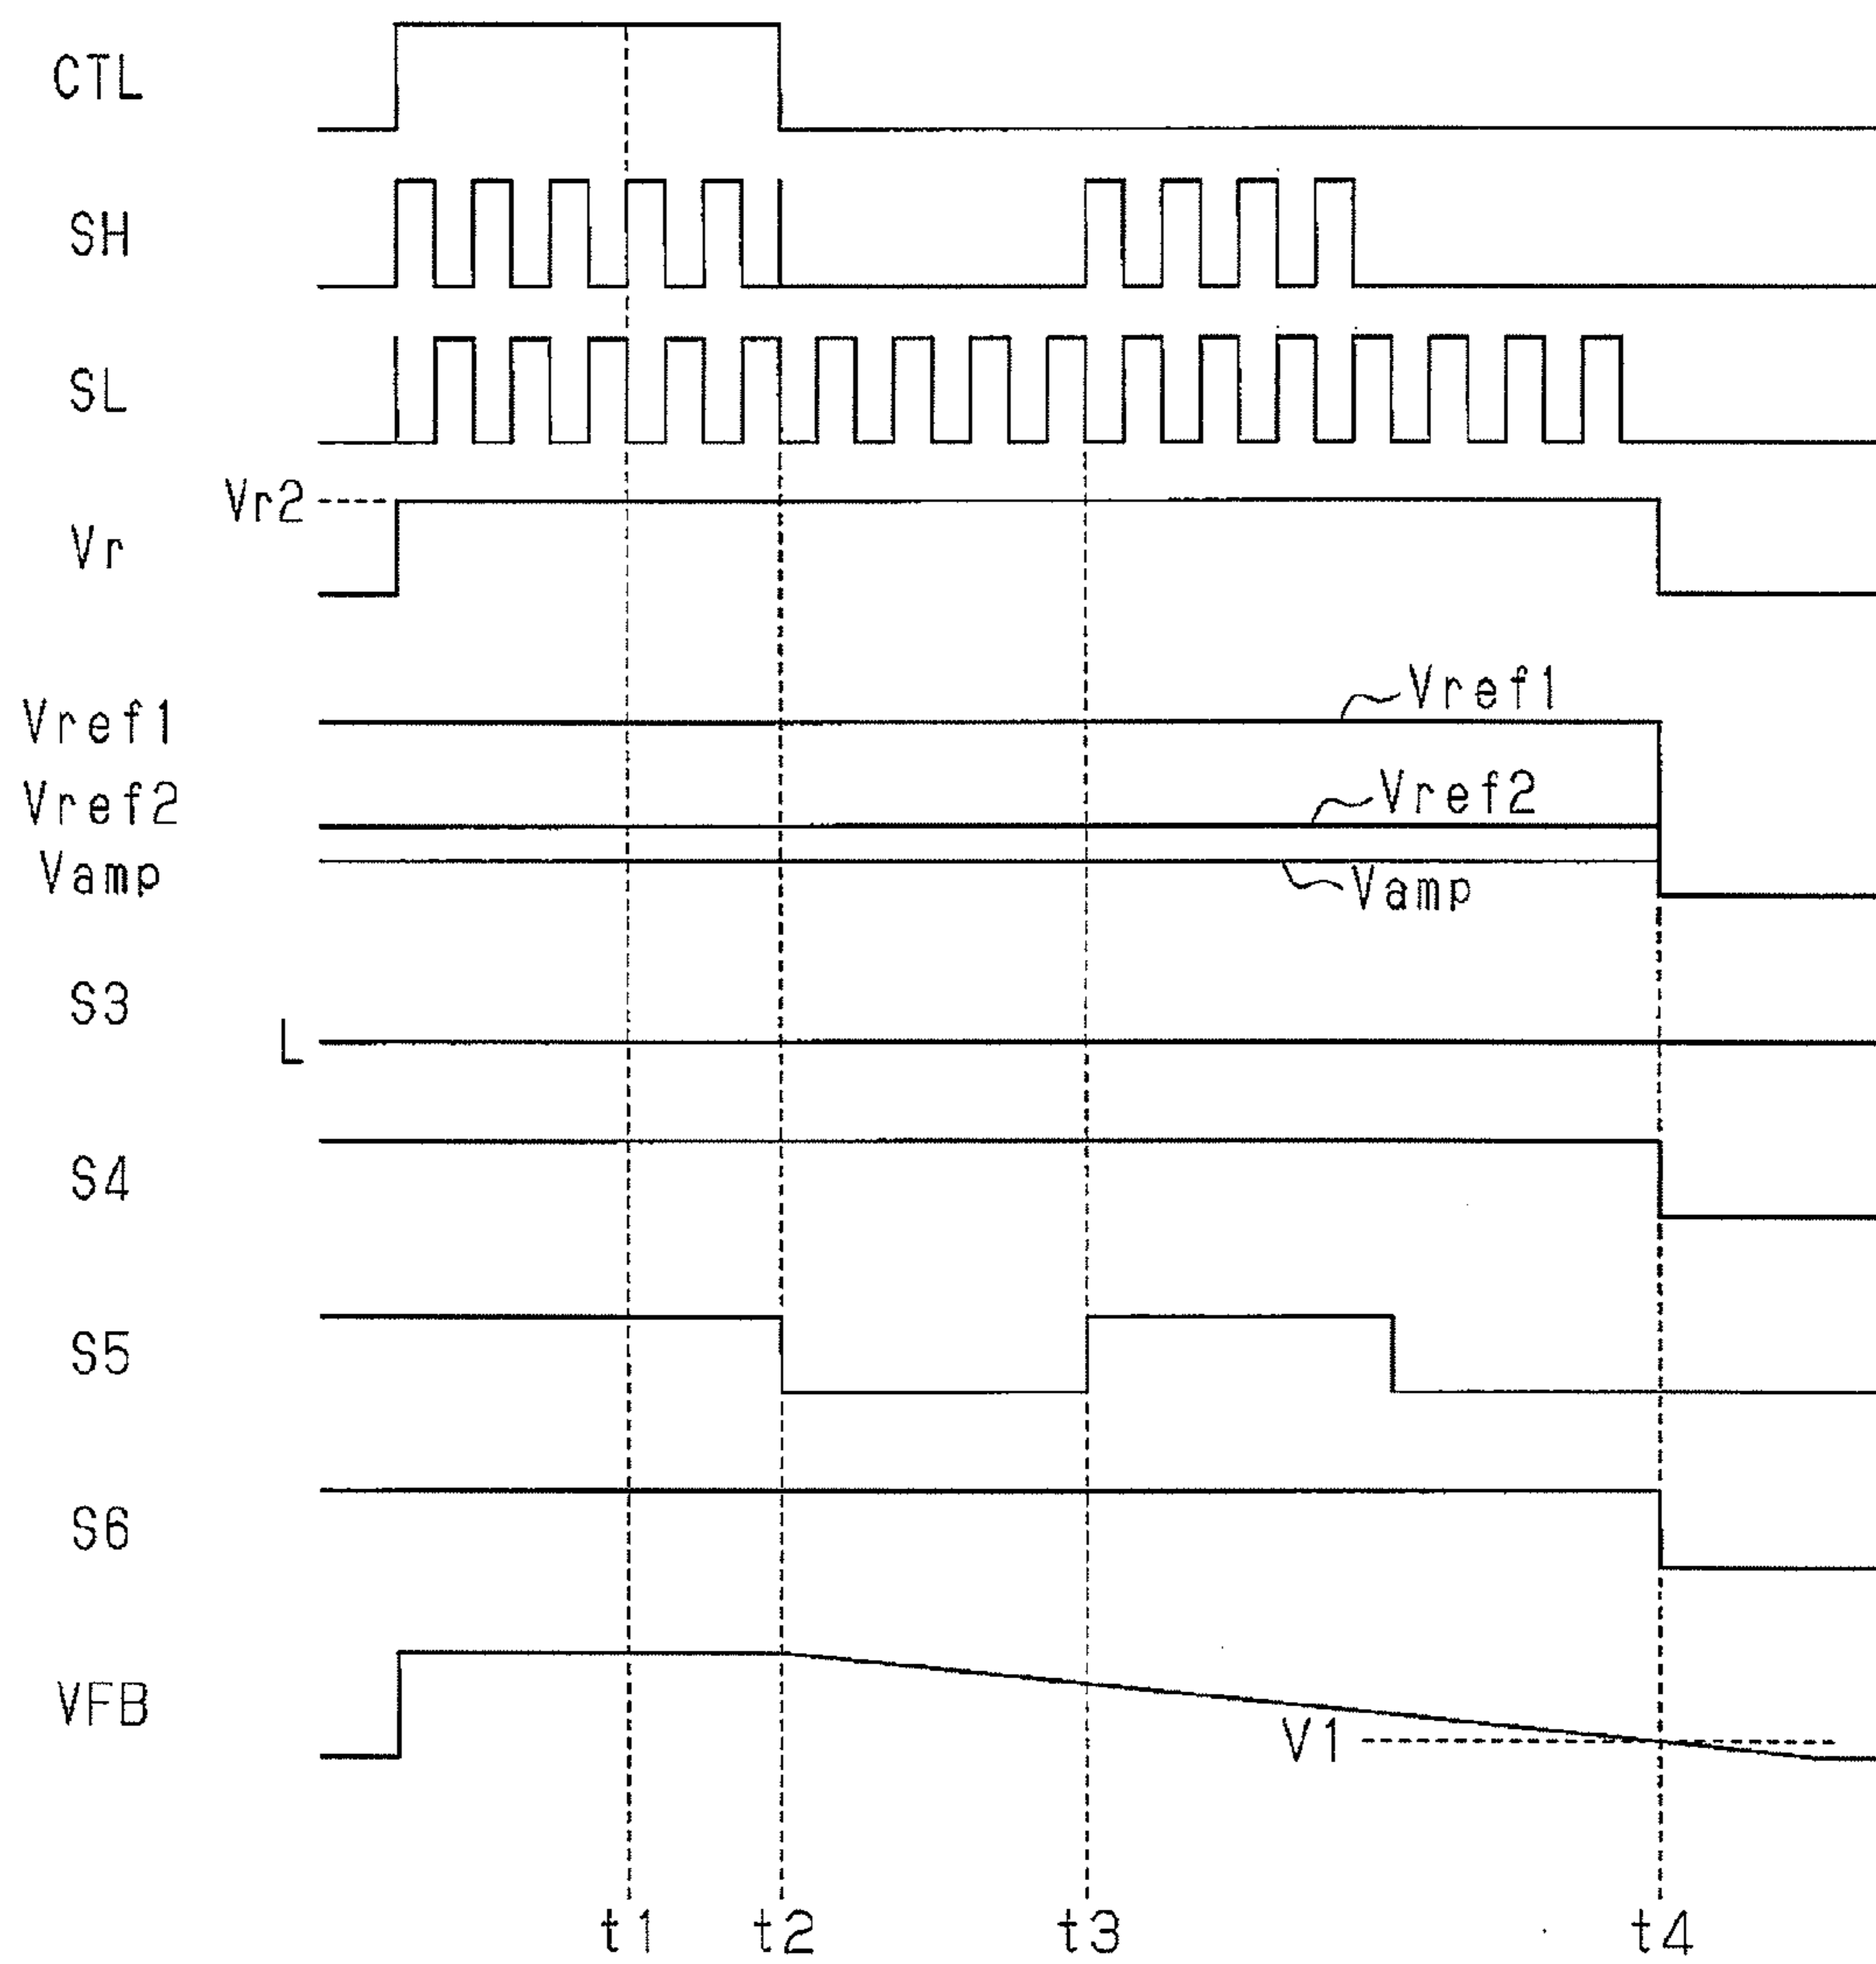 CTL
SH
SL
Vr2
Vr
Vref1
Vref1
Vref2
Vref2
Vamp
Vamp
S3
L
S4
S5
S6
VFB
V1
t1 t2 t3 t4